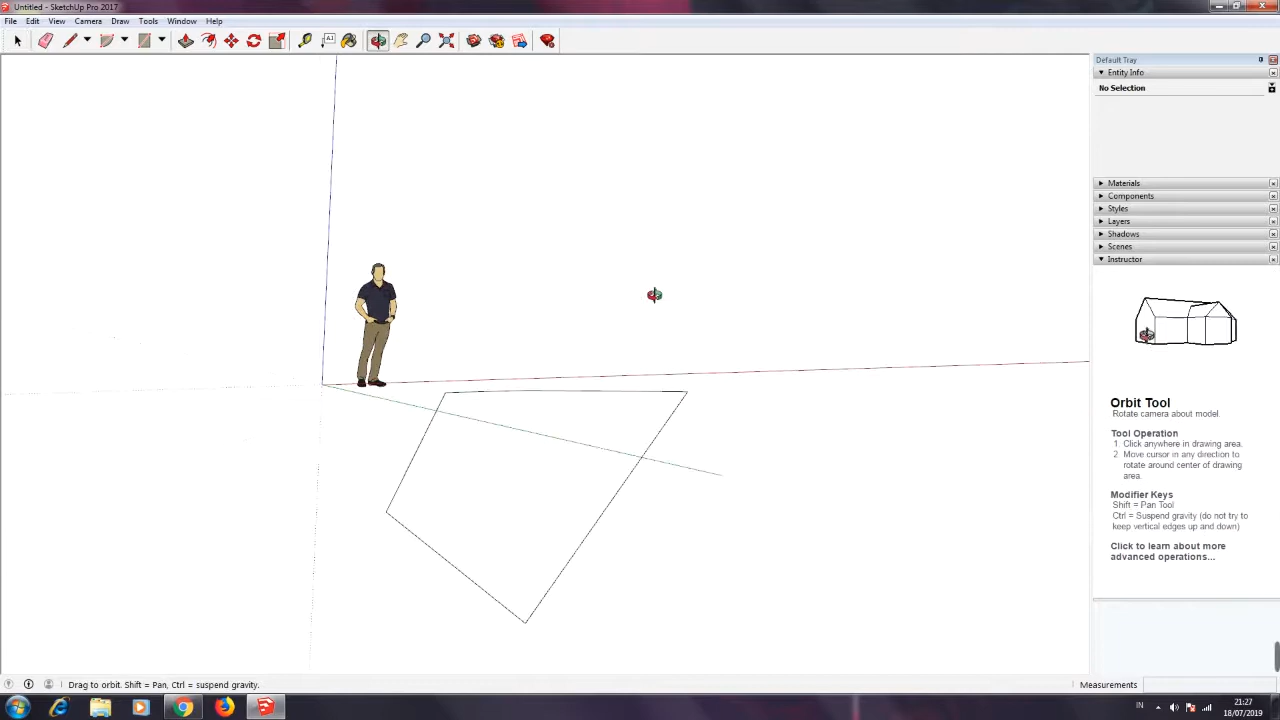 Untitled - SketchUp Pro 2017
File Edit View Camera Draw Tools Window Help
Default Tray
Entity Info
No Selection
Materials
Components
Styles
Layers
Shadows
Scenes
Instructor
Orbit Tool
Rotate camera about model.
Tool Operation
1. Click anywhere in drawing area.
2. Move cursor in any direction to
rotate around center of drawing
area.
Modifier Keys
Shift = Pan Tool
Ctrl = Suspend gravity (do not try to
keep vertical edges up and down)
Click to learn about more
advanced operations...
Drag to orbit. Shift = Pan, Ctrl = suspend gravity.
Measurements
IN
21:27
18/07/2019